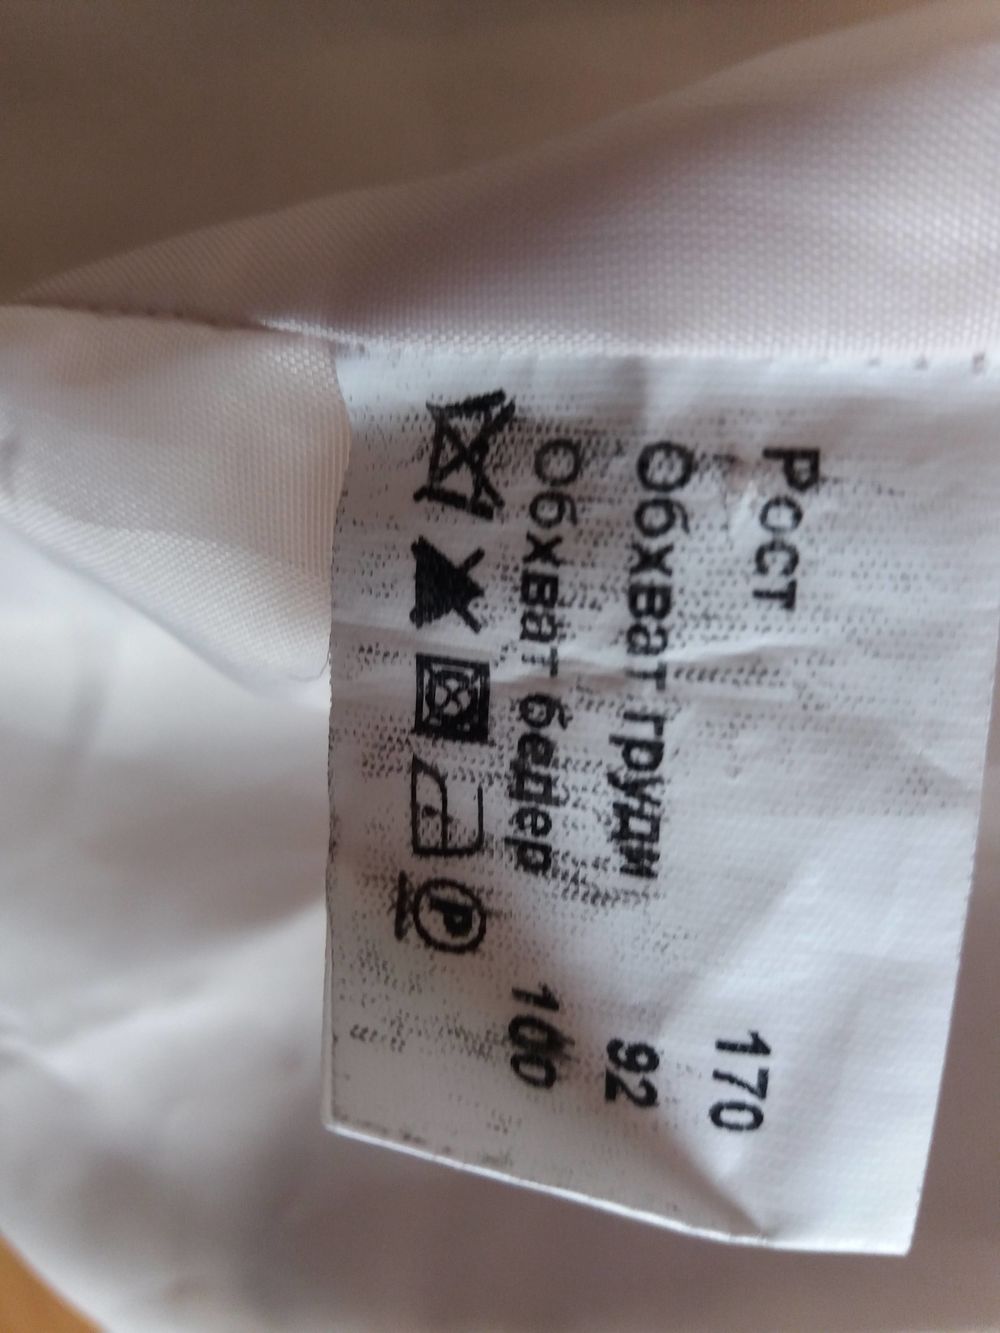 Рост 170
Обхват груди 92
Обхват бедер 100
P